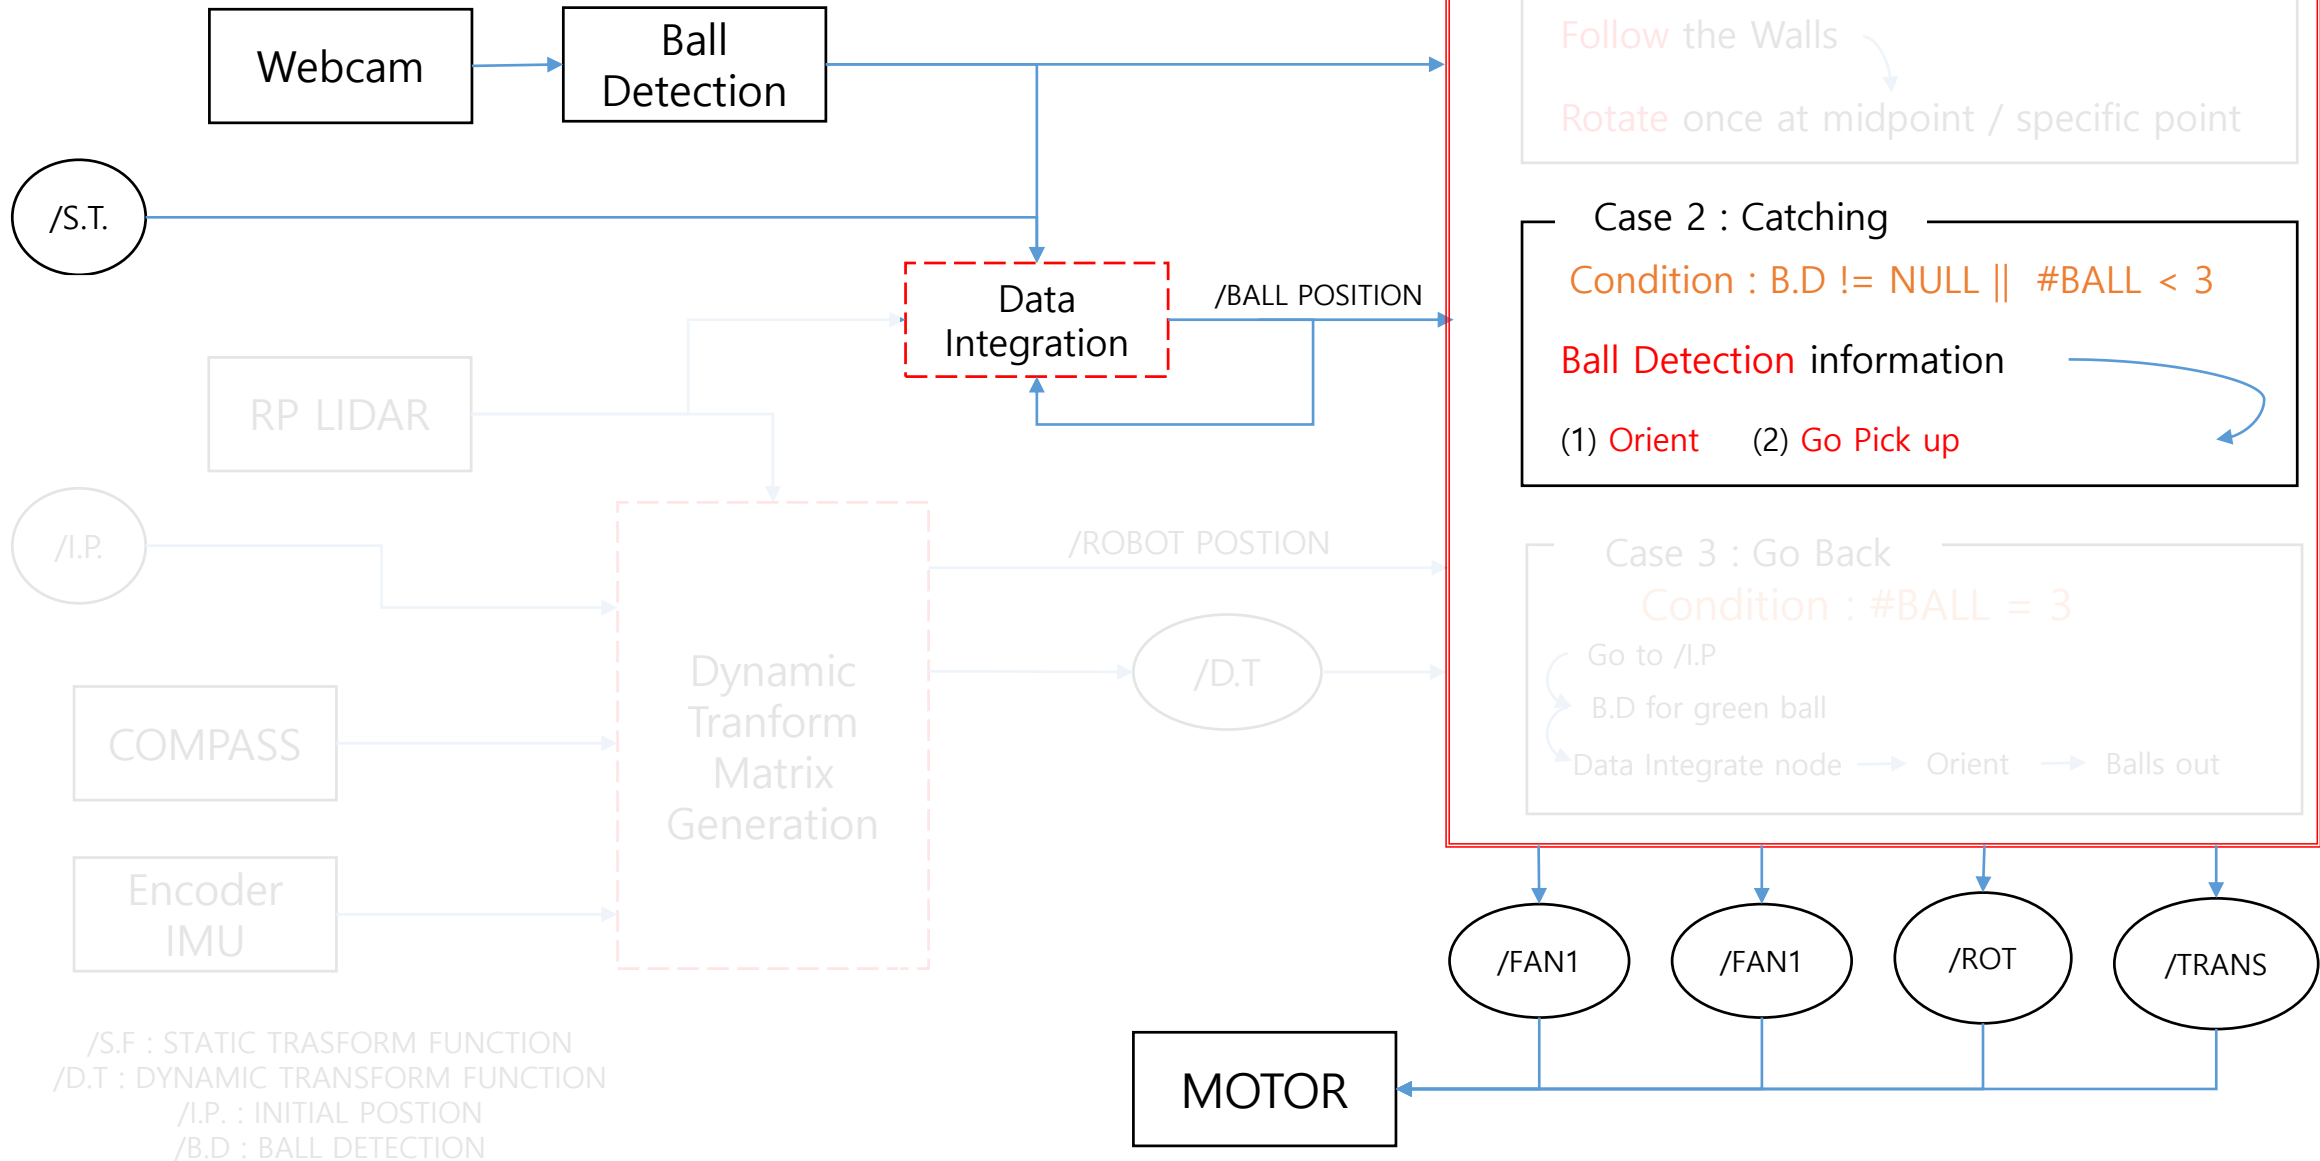 Webcam
Ball
Detection
Follow the Walls
Rotate once at midpoint / specific point
/S.T.
Case 2 : Catching
Condition : B.D != NULL || #BALL < 3
Ball Detection information
(1) Orient (2) Go Pick up
Data
Integration
/BALL POSITION
RP LIDAR
/I.P.
/ROBOT POSTION
/D.T
Dynamic
Tranform
Matrix
Generation
COMPASS
Encoder
IMU
Case 3 : Go Back
Condition : #BALL = 3
Go to /I.P
B.D for green ball
Data Integrate node Orient Balls out
/FAN1
/FAN1
/ROT
/TRANS
MOTOR
/S.F : STATIC TRASFORM FUNCTION
/D.T : DYNAMIC TRANSFORM FUNCTION
/I.P. : INITIAL POSTION
/B.D : BALL DETECTION